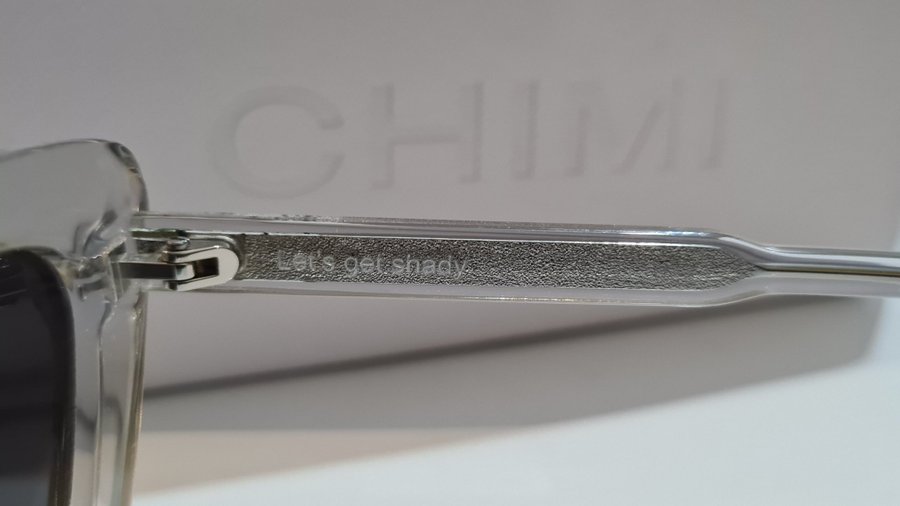 CHIMI
Let's get shady.